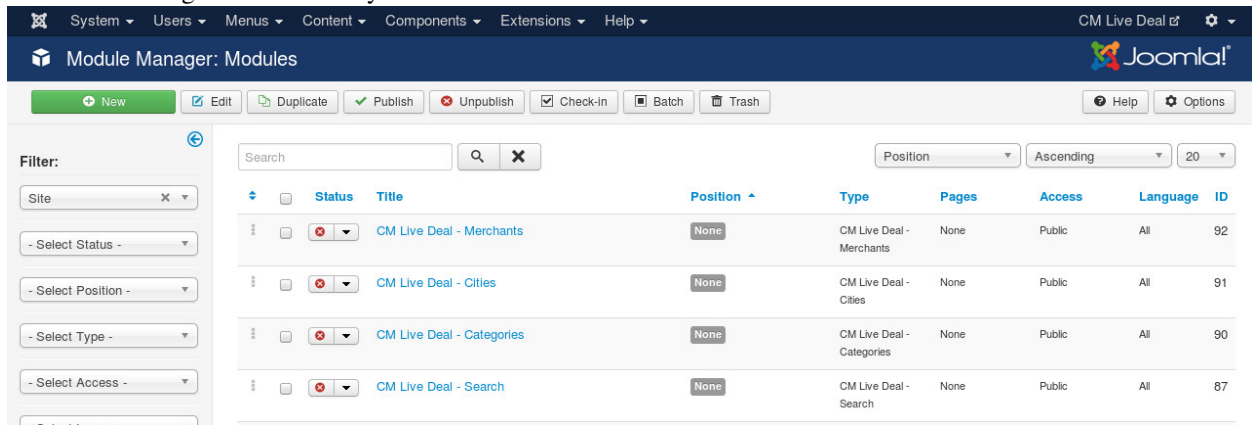 System Users Menus Content Components Extensions Help CM Live Deal
Module Manager: Modules Joomla!
New Edit Duplicate Publish Unpublish Check-in Batch Trash Help Options
Filter:
Search Position Ascending 20
Site
Status Title Position Type Pages Access Language ID
- Select Status -
CM Live Deal - Merchants None CM Live Deal - Merchants None Public All 92
- Select Position -
CM Live Deal - Cities None CM Live Deal - Cities None Public All 91
- Select Type -
CM Live Deal - Categories None CM Live Deal - Categories None Public All 90
- Select Access -
CM Live Deal - Search None CM Live Deal - Search None Public All 87